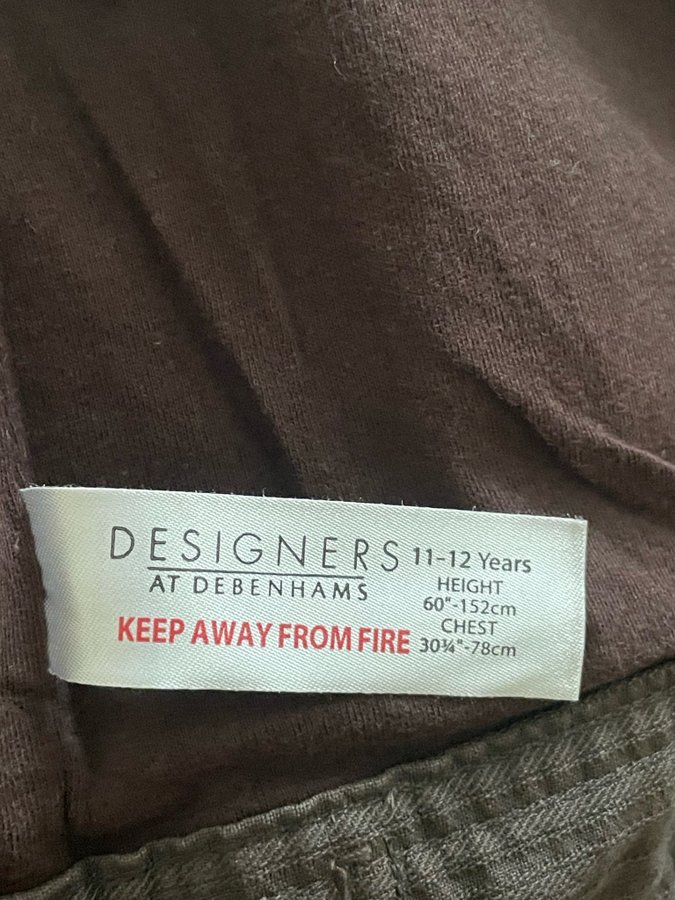 DESIGNERS
AT DEBENHAMS
KEEP AWAY FROM FIRE
11-12 Years
HEIGHT
60"-152cm
CHEST
30¾"-78cm